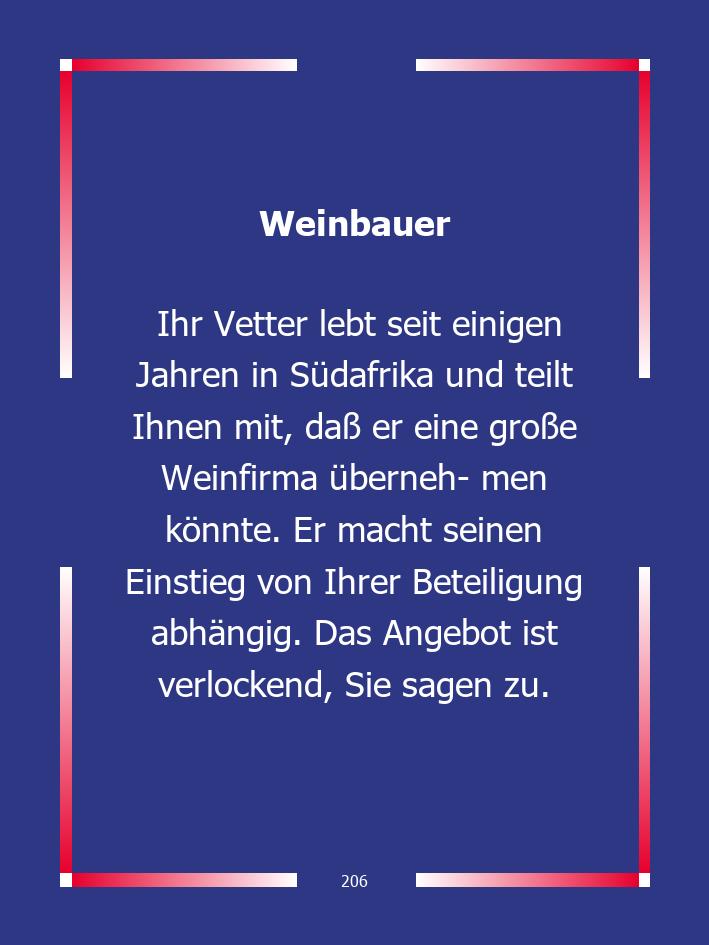 Weinbauer
Ihr Vetter lebt seit einigen
Jahren in Südafrika und teilt
Ihnen mit, daß er eine große
Weinfirma überneh- men
könnte. Er macht seinen
Einstieg von Ihrer Beteiligung
abhängig. Das Angebot ist
verlockend, Sie sagen zu.
206